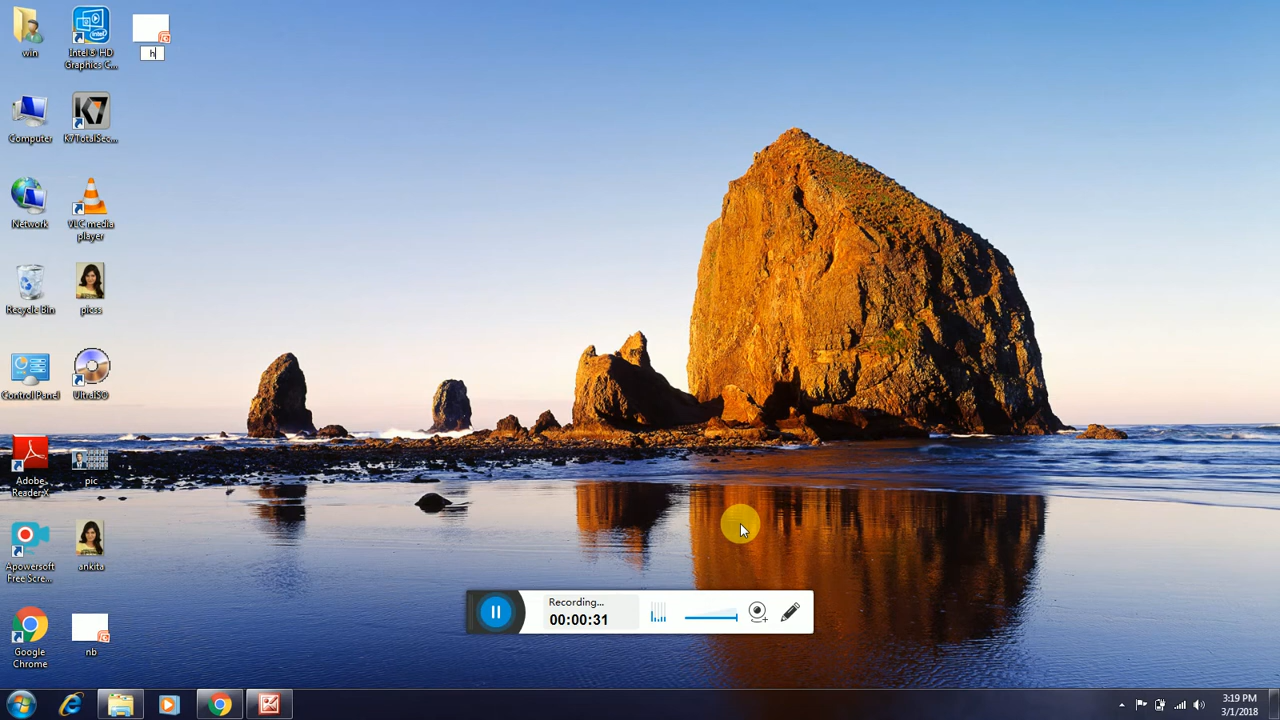 win
Intel® HD
Graphics C...
h
Computer
K7
K7TotalSec...
Network
VLC media
player
Recycle Bin
picss
Control Panel
UltraISO
Adobe
Reader X
pic
Apowersoft
Free Scre...
ankita
Google
Chrome
nb
Recording...
00:00:31
3:19 PM
3/1/2018